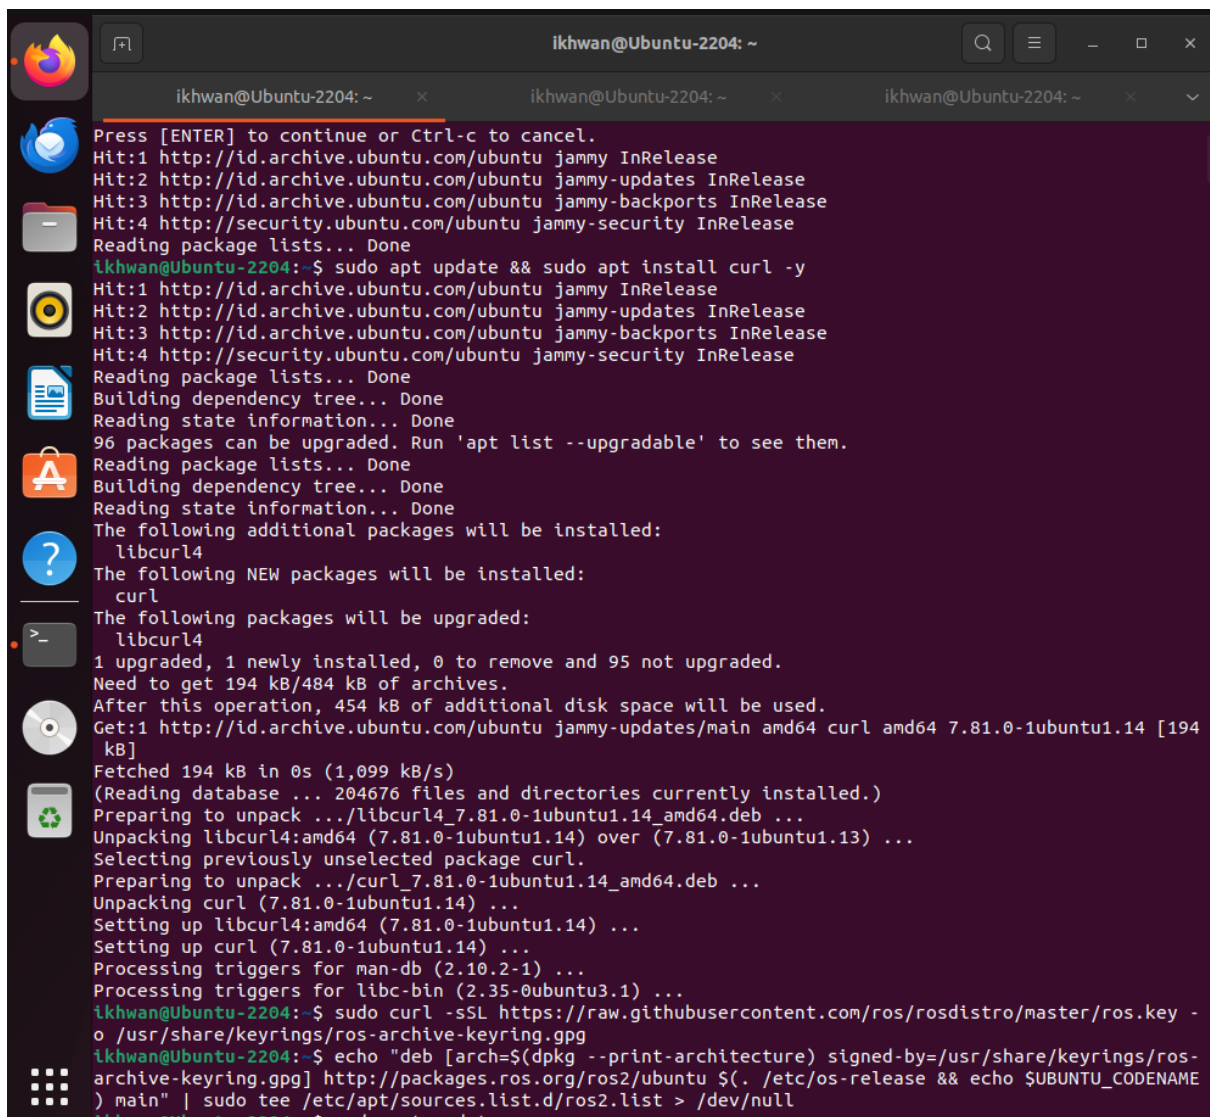 ikhwan@Ubuntu-2204: ~
ikhwan@Ubuntu-2204: ~ ikhwan@Ubuntu-2204: ~ ikhwan@Ubuntu-2204: ~
Press [ENTER] to continue or Ctrl-c to cancel.
Hit:1 http://id.archive.ubuntu.com/ubuntu jammy InRelease
Hit:2 http://id.archive.ubuntu.com/ubuntu jammy-updates InRelease
Hit:3 http://id.archive.ubuntu.com/ubuntu jammy-backports InRelease
Hit:4 http://security.ubuntu.com/ubuntu jammy-security InRelease
Reading package lists... Done
ikhwan@Ubuntu-2204:~$ sudo apt update && sudo apt install curl -y
Hit:1 http://id.archive.ubuntu.com/ubuntu jammy InRelease
Hit:2 http://id.archive.ubuntu.com/ubuntu jammy-updates InRelease
Hit:3 http://id.archive.ubuntu.com/ubuntu jammy-backports InRelease
Hit:4 http://security.ubuntu.com/ubuntu jammy-security InRelease
Reading package lists... Done
Building dependency tree... Done
Reading state information... Done
96 packages can be upgraded. Run 'apt list --upgradable' to see them.
Reading package lists... Done
Building dependency tree... Done
Reading state information... Done
The following additional packages will be installed:
  libcurl4
The following NEW packages will be installed:
  curl
The following packages will be upgraded:
  libcurl4
1 upgraded, 1 newly installed, 0 to remove and 95 not upgraded.
Need to get 194 kB/484 kB of archives.
After this operation, 454 kB of additional disk space will be used.
Get:1 http://id.archive.ubuntu.com/ubuntu jammy-updates/main amd64 curl amd64 7.81.0-1ubuntu1.14 [194
 kB]
Fetched 194 kB in 0s (1,099 kB/s)
(Reading database ... 204676 files and directories currently installed.)
Preparing to unpack .../libcurl4_7.81.0-1ubuntu1.14_amd64.deb ...
Unpacking libcurl4:amd64 (7.81.0-1ubuntu1.14) over (7.81.0-1ubuntu1.13) ...
Selecting previously unselected package curl.
Preparing to unpack .../curl_7.81.0-1ubuntu1.14_amd64.deb ...
Unpacking curl (7.81.0-1ubuntu1.14) ...
Setting up libcurl4:amd64 (7.81.0-1ubuntu1.14) ...
Setting up curl (7.81.0-1ubuntu1.14) ...
Processing triggers for man-db (2.10.2-1) ...
Processing triggers for libc-bin (2.35-0ubuntu3.1) ...
ikhwan@Ubuntu-2204:~$ sudo curl -sSL https://raw.githubusercontent.com/ros/rosdistro/master/ros.key -
o /usr/share/keyrings/ros-archive-keyring.gpg
ikhwan@Ubuntu-2204:~$ echo "deb [arch=$(dpkg --print-architecture) signed-by=/usr/share/keyrings/ros-
archive-keyring.gpg] http://packages.ros.org/ros2/ubuntu $(. /etc/os-release && echo $UBUNTU_CODENAME
) main" | sudo tee /etc/apt/sources.list.d/ros2.list > /dev/null